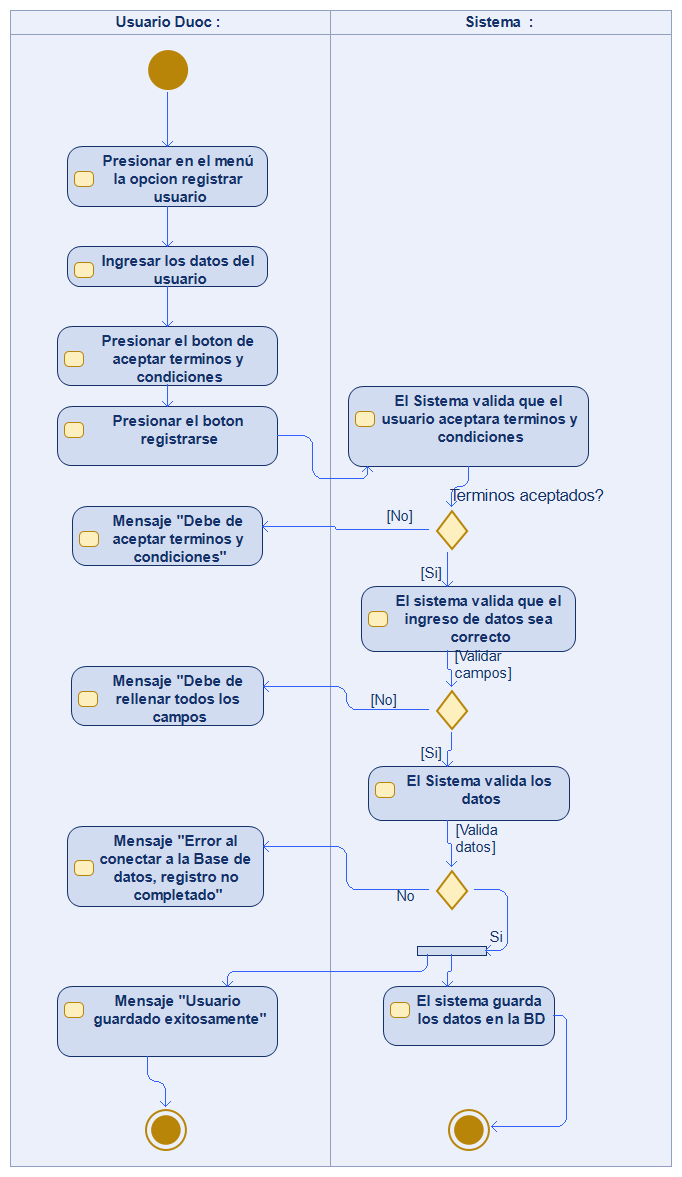 Usuario Duoc :
Sistema  :
Presionar en el menú
la opcion registrar
usuario
Ingresar los datos del
usuario
Presionar el boton de
aceptar terminos y
condiciones
Presionar el boton
registrarse
El Sistema valida que el
usuario aceptara terminos y
condiciones
Terminos aceptados?
[No]
Mensaje "Debe de
aceptar terminos y
condiciones"
[Si]
El sistema valida que el
ingreso de datos sea
correcto
[Validar
campos]
[No]
Mensaje "Debe de
rellenar todos los
campos
[Si]
El Sistema valida los
datos
[Valida
datos]
No
Mensaje "Error al
conectar a la Base de
datos, registro no
completado"
Si
Mensaje "Usuario
guardado exitosamente"
El sistema guarda
los datos en la BD